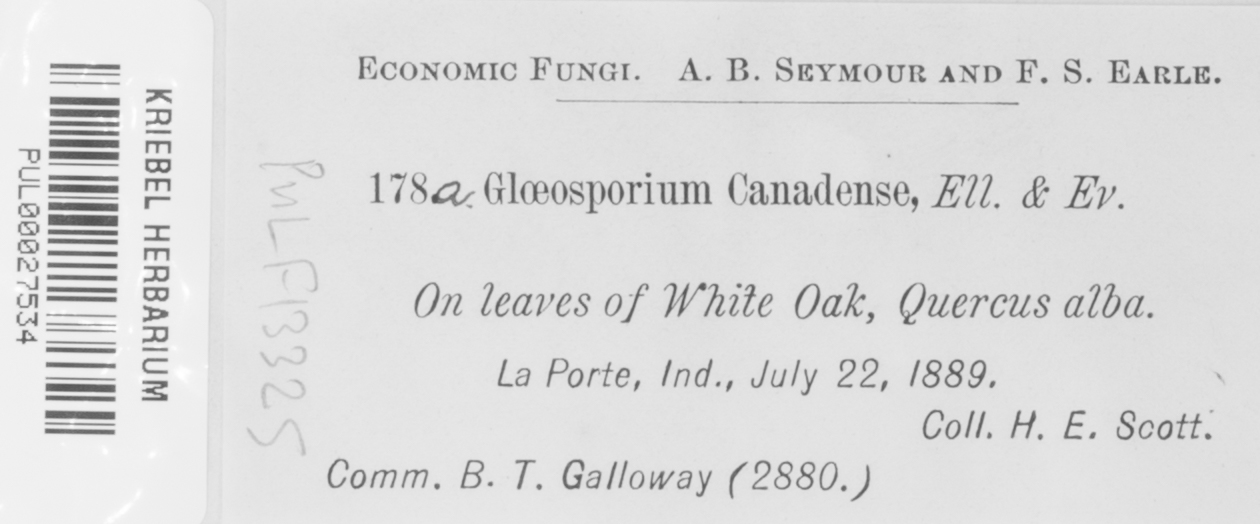 ECONOMIC FUNGI. A. B. SEYMOUR AND F. S. EARLE.
178a. Glœosporium Canadense, Ell. & Ev.
On leaves of White Oak, Quercus alba.
La Porte, Ind., July 22, 1889.
Coll. H. E. Scott.
Comm. B. T. Galloway (2880.)
PUL F13325
KRIEBEL HERBARIUM
PUL00027534